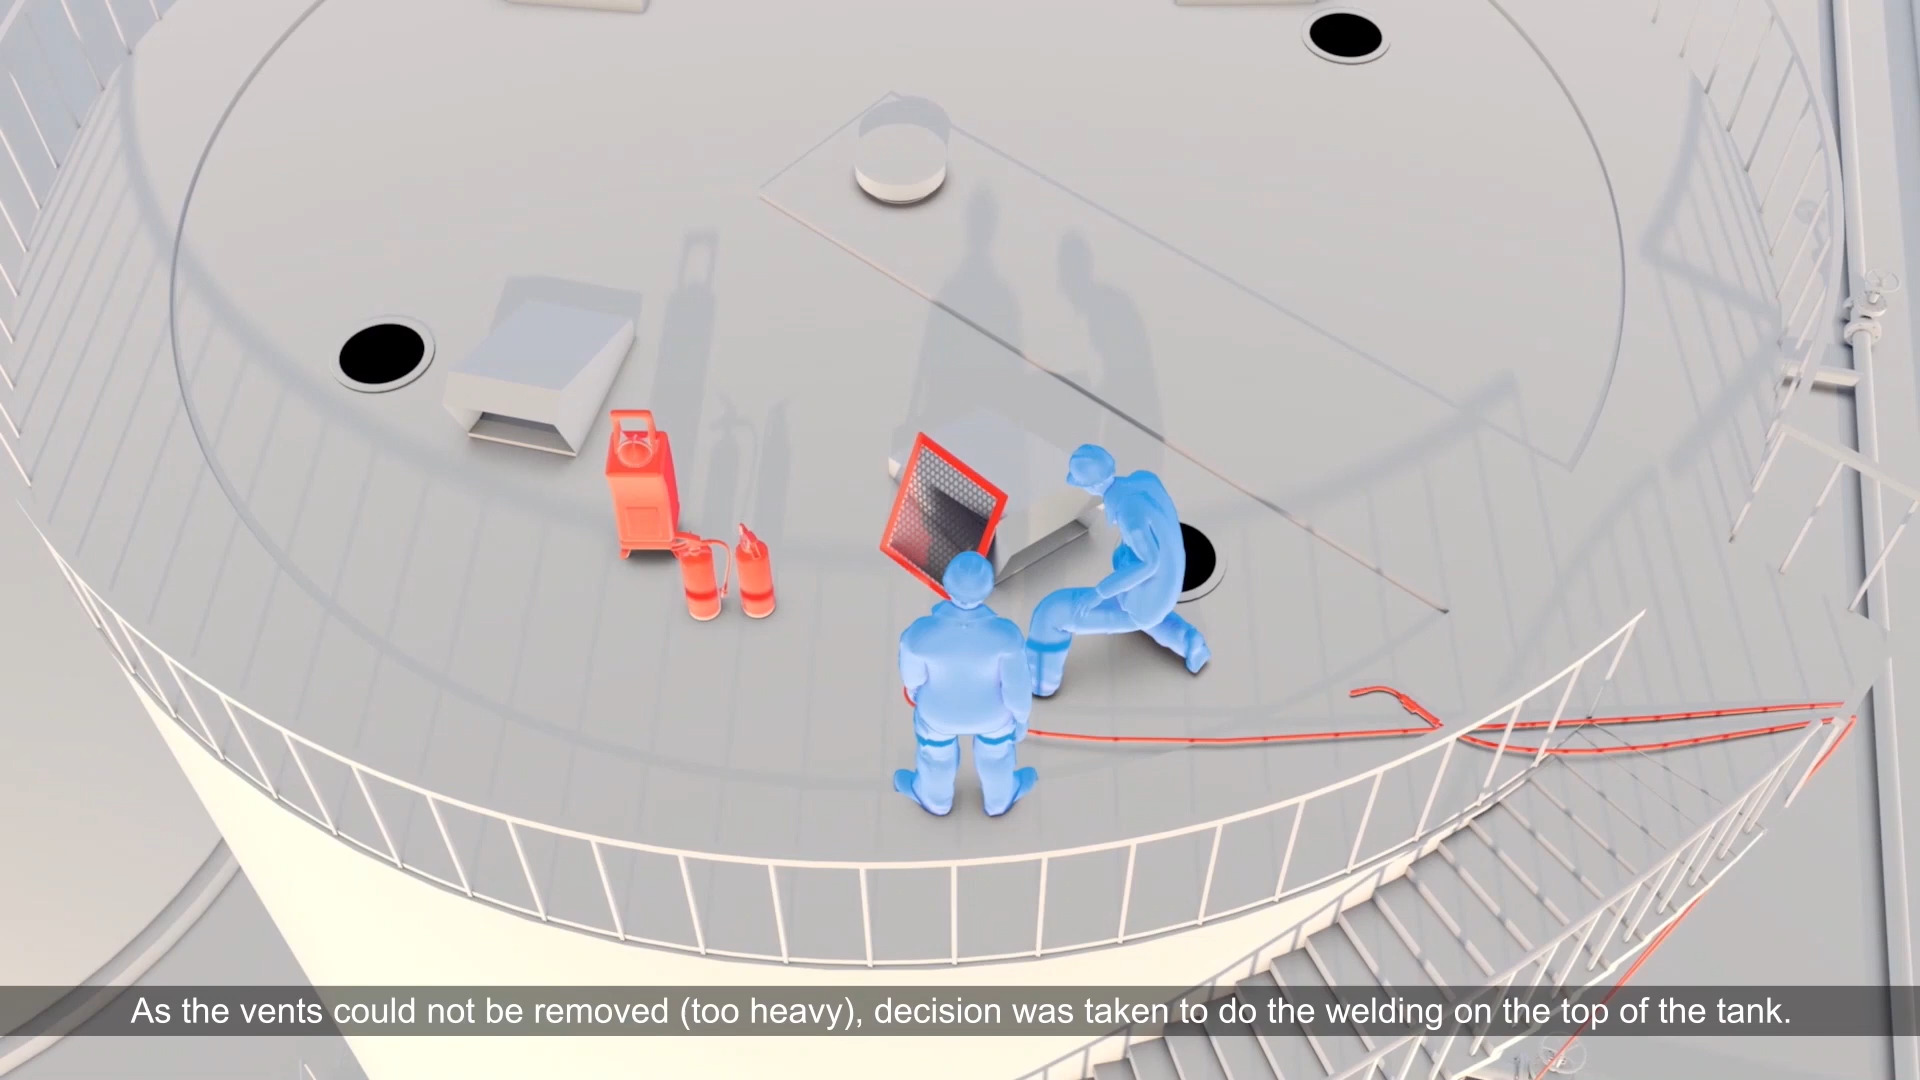 As the vents could not be removed (too heavy), decision was taken to do the welding on the top of the tank.